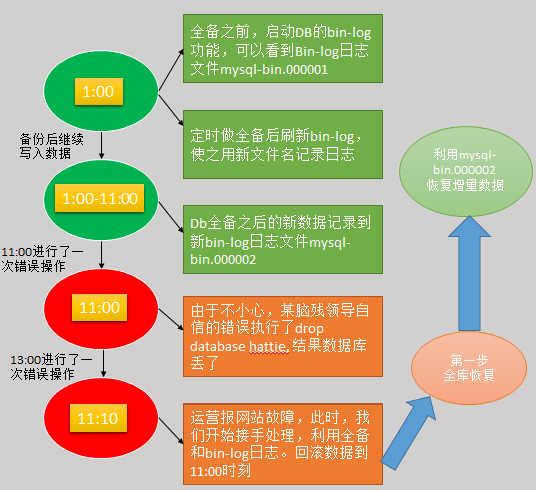 全备之前，启动DB的bin-log
功能，可以看到Bin-log日志
文件mysql-bin.000001
1:00
定时做全备后刷新bin-log，
使之用新文件名记录日志
备份后继续
写入数据
利用mysql-
bin.000002
恢复增量数据
1:00-11:00
Db全备之后的新数据记录到
新bin-log日志文件mysql-
bin.000002
11:00进行了一
次错误操作
11:00
由于不小心，某脑残领导自
信的错误执行了drop
database hattie, 结果数据库
丢了
13:00进行了一
次错误操作
第一步
全库恢复
11:10
运营报网站故障，此时，我
们开始接手处理，利用全备
和bin-log日志。回滚数据到
11:00时刻